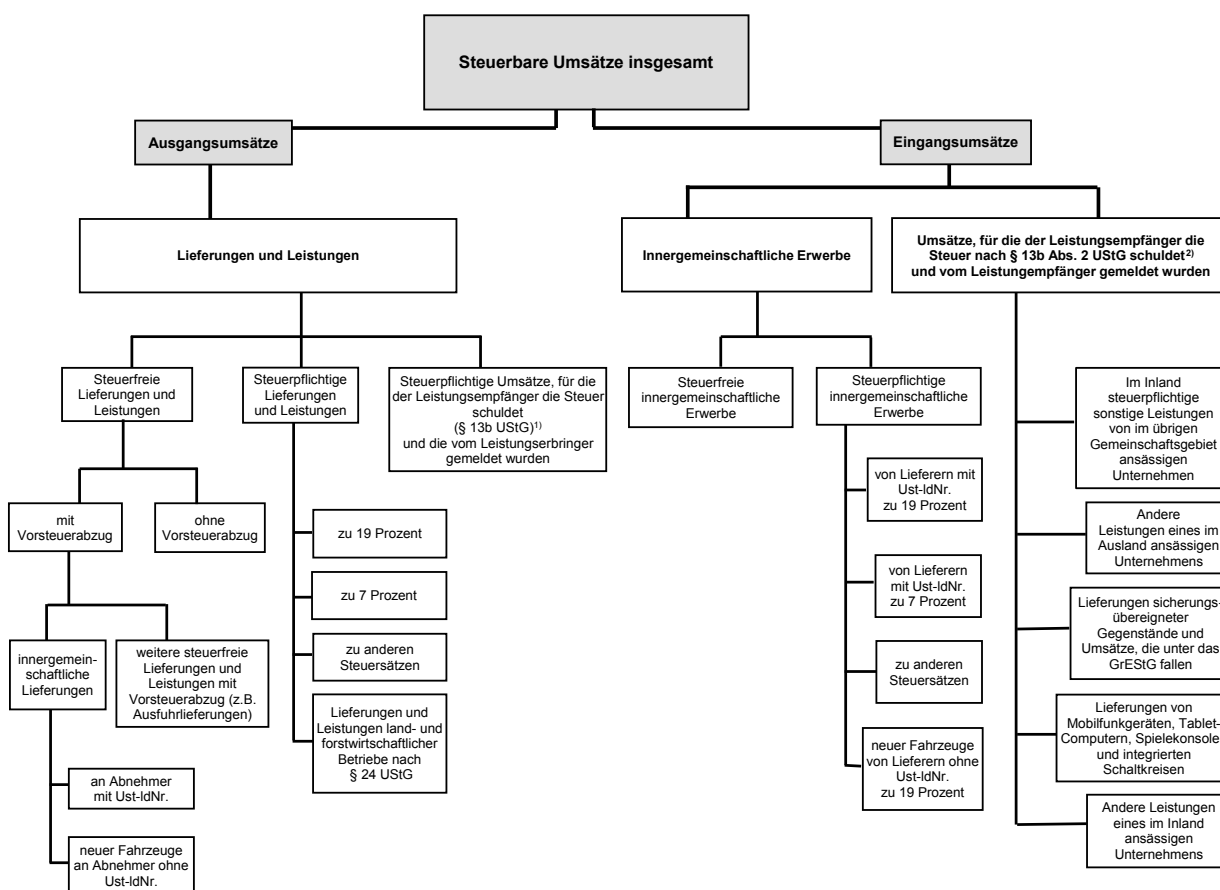 Steuerbare Umsätze insgesamt
Ausgangsumsätze
Eingangsumsätze
Lieferungen und Leistungen
Innergemeinschaftliche Erwerbe
Umsätze, für die der Leistungsempfänger die
Steuer nach § 13b Abs. 2 UStG schuldet²⁾
und vom Leistungempfänger gemeldet wurden
Steuerfreie
Lieferungen und
Leistungen
Steuerpflichtige
Lieferungen
und Leistungen
Steuerpflichtige Umsätze, für die
der Leistungsempfänger die Steuer
schuldet
(§ 13b UStG)¹⁾
und die vom Leistungserbringer
gemeldet wurden
Steuerfreie
innergemeinschaftliche
Erwerbe
Steuerpflichtige
innergemeinschaftliche
Erwerbe
mit
Vorsteuerabzug
ohne
Vorsteuerabzug
innergemein-
schaftliche
Lieferungen
weitere steuerfreie
Lieferungen und
Leistungen mit
Vorsteuerabzug (z.B.
Ausfuhrlieferungen)
an Abnehmer
mit Ust-IdNr.
neuer Fahrzeuge
an Abnehmer ohne
Ust-IdNr.
zu 19 Prozent
zu 7 Prozent
zu anderen
Steuersätzen
Lieferungen und
Leistungen land- und
forstwirtschaftlicher
Betriebe nach
§ 24 UStG
von Lieferern mit
Ust-IdNr.
zu 19 Prozent
von Lieferern
mit Ust-IdNr.
zu 7 Prozent
zu anderen
Steuersätzen
neuer Fahrzeuge
von Lieferern ohne
Ust-IdNr.
zu 19 Prozent
Im Inland
steuerpflichtige
sonstige Leistungen
von im übrigen
Gemeinschaftsgebiet
ansässigen
Unternehmen
Andere
Leistungen eines im
Ausland ansässigen
Unternehmens
Lieferungen sicherungs-
übereigneter
Gegenstände und
Umsätze, die unter das
GrEStG fallen
Lieferungen von
Mobilfunkgeräten, Tablet-
Computern, Spielekonsole
und integrierten
Schaltkreisen
Andere Leistungen
eines im Inland
ansässigen
Unternehmens